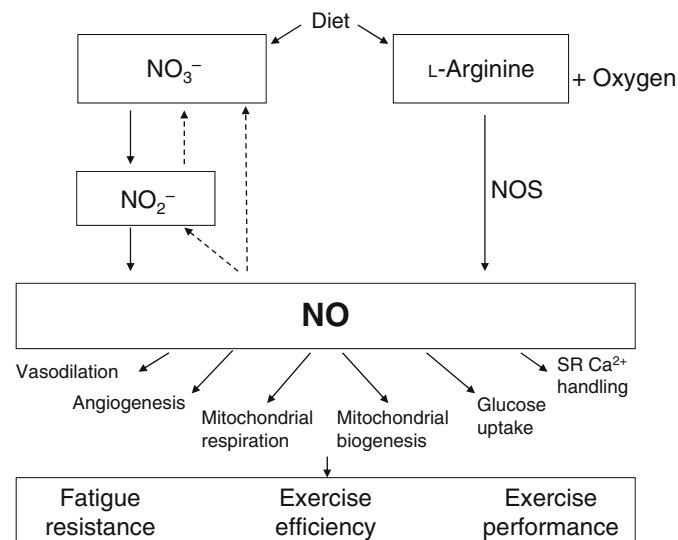 Diet
NO₃⁻
L-Arginine
+ Oxygen
NO₂⁻
NOS
NO
Vasodilation
Angiogenesis
Mitochondrial
respiration
Mitochondrial
biogenesis
Glucose
uptake
SR Ca²⁺
handling
Fatigue
resistance
Exercise
efficiency
Exercise
performance